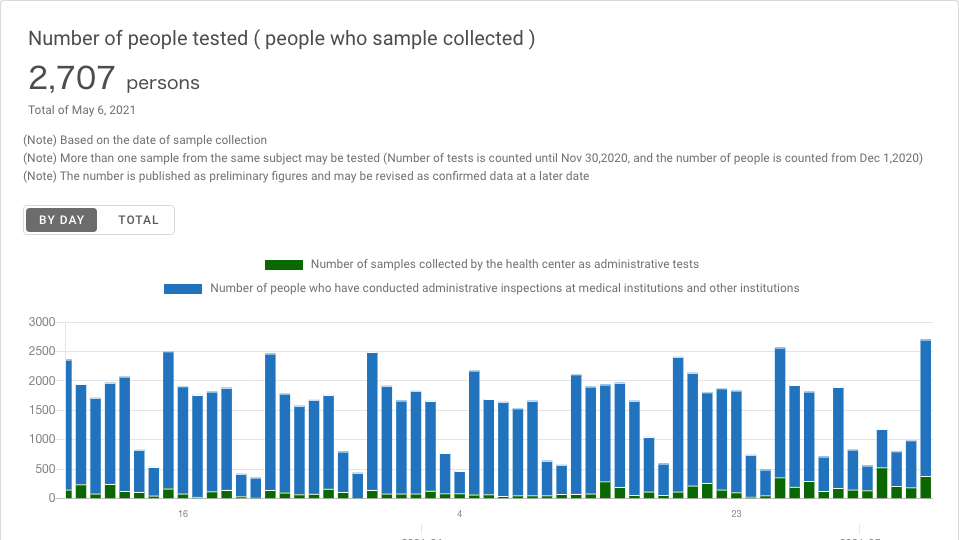 Number of people tested ( people who sample collected )
2,707 persons
Total of May 6, 2021
(Note) Based on the date of sample collection
(Note) More than one sample from the same subject may be tested (Number of tests is counted until Nov 30,2020, and the number of people is counted from Dec 1,2020)
(Note) The number is published as preliminary figures and may be revised as confirmed data at a later date
BY DAY TOTAL
Number of samples collected by the health center as administrative tests
Number of people who have conducted administrative inspections at medical institutions and other institutions
3000
2500
2000
1500
1000
500
0
16 4 23